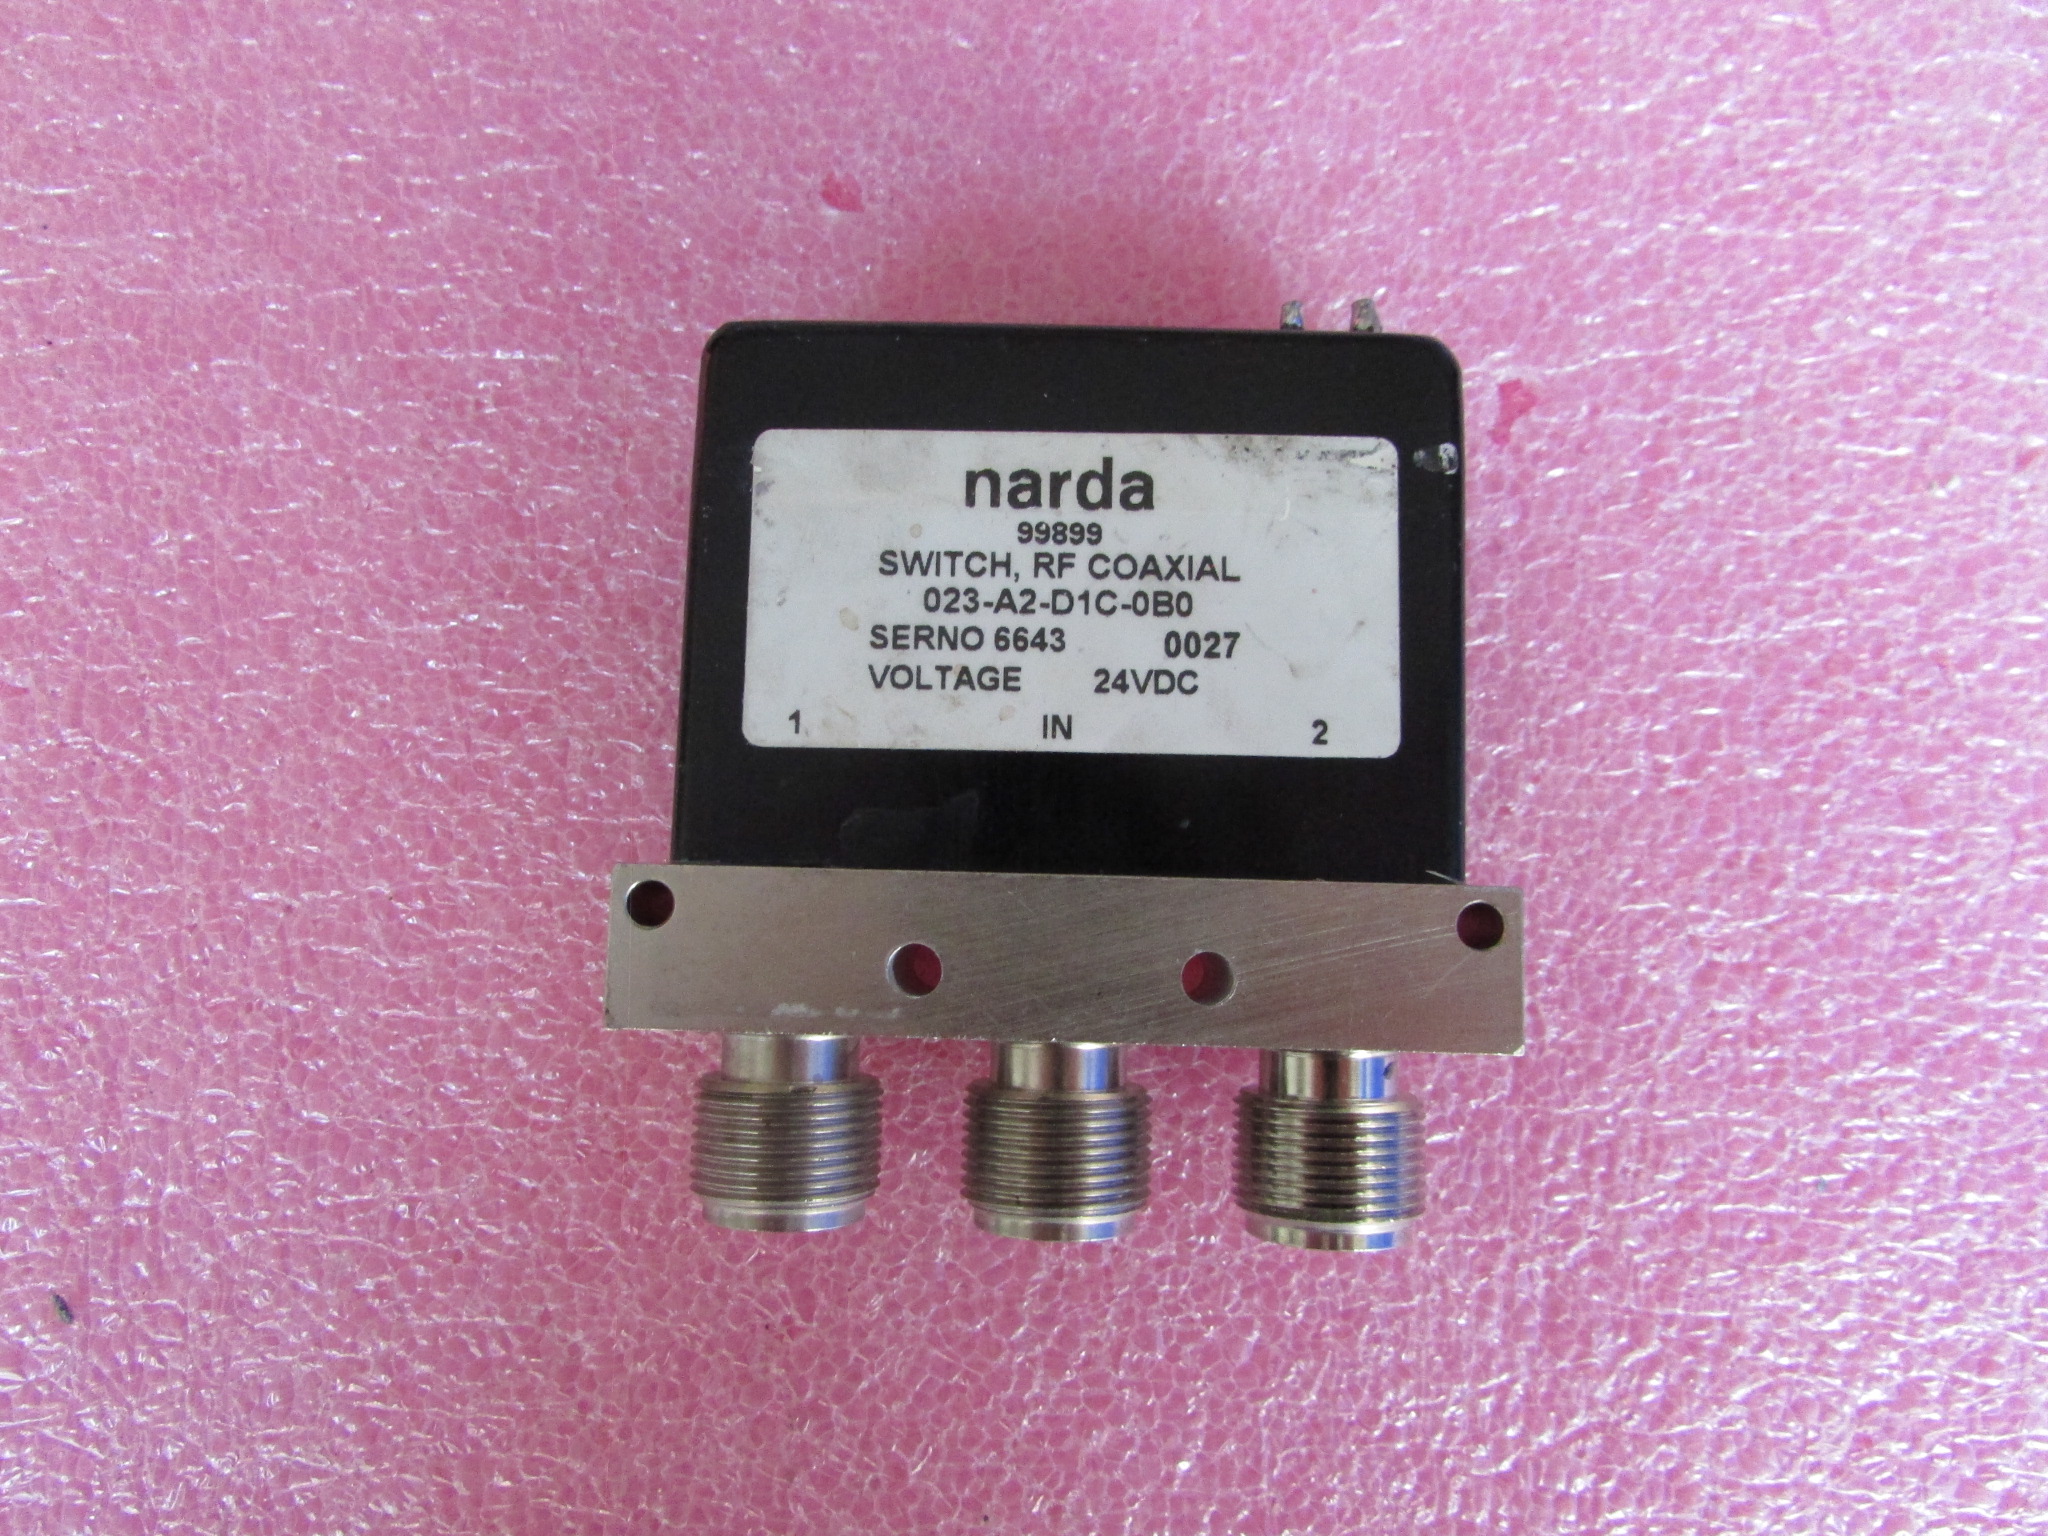 narda
99899
SWITCH, RF COAXIAL
023-A2-D1C-0B0
SERNO 6643 0027
VOLTAGE 24VDC
1 IN 2